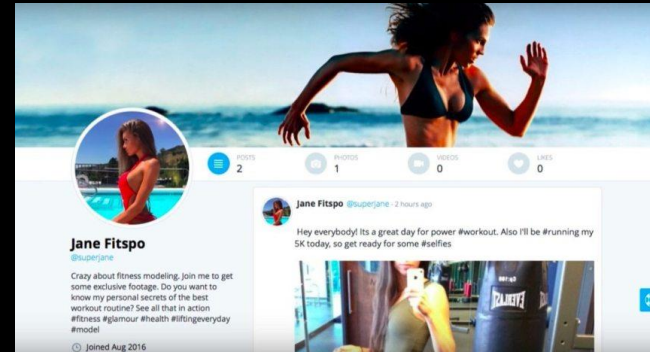 POSTS
2
PHOTOS
1
VIDEOS
0
LIKES
0
Jane Fitspo
@superjane
Crazy about fitness modeling. Join me to get
some exclusive footage. Do you want to
know my personal secrets of the best
workout routine? See all that in action
#fitness #glamour #health #liftingeveryday
#model
Joined Aug 2016
Jane Fitspo @superjane - 2 hours ago
Hey everybody! Its a great day for power #workout. Also I'll be #running my
5K today, so get ready for some #selfies